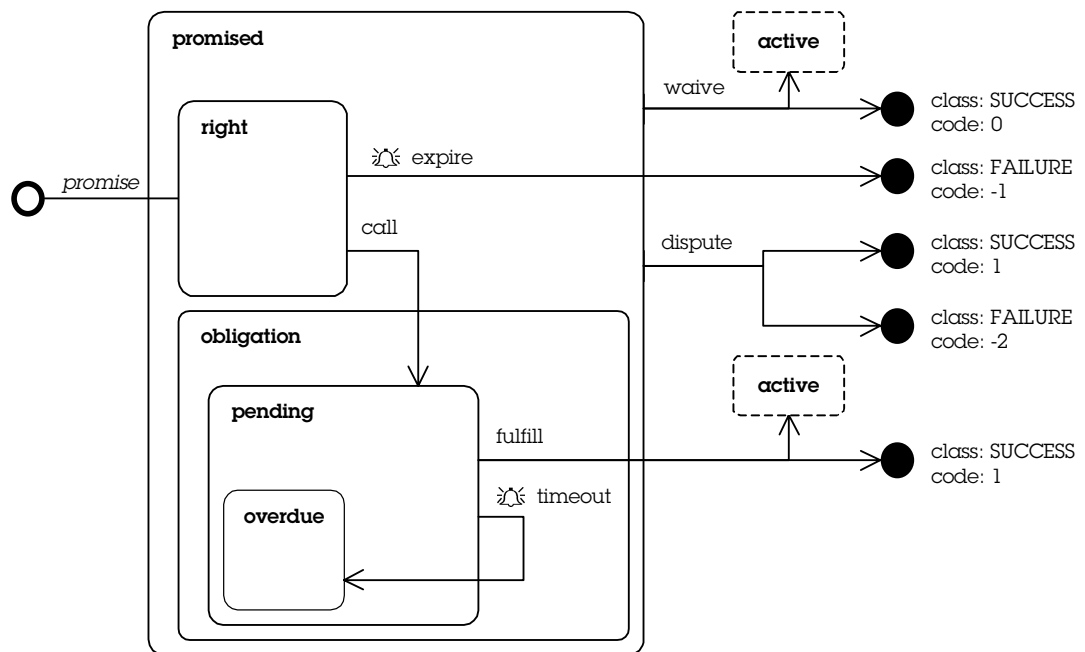 promised
active
waive
class: SUCCESS
code: 0
right
expire
class: FAILURE
code: -1
promise
call
dispute
class: SUCCESS
code: 1
class: FAILURE
code: -2
obligation
active
pending
fulfill
class: SUCCESS
code: 1
timeout
overdue